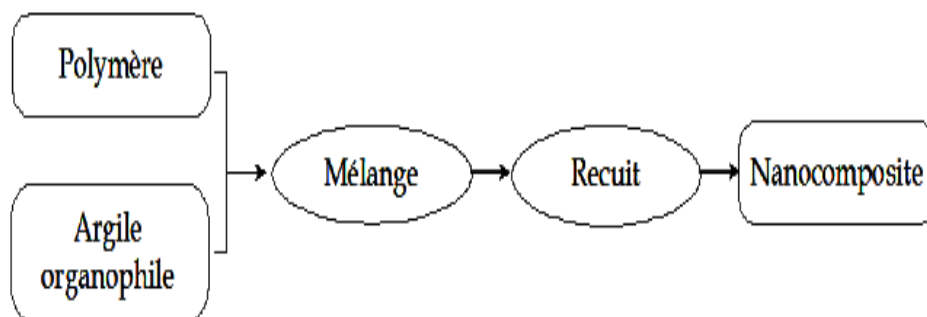 Polymère
Argile
organophile
Mélange
Recuit
Nanocomposite